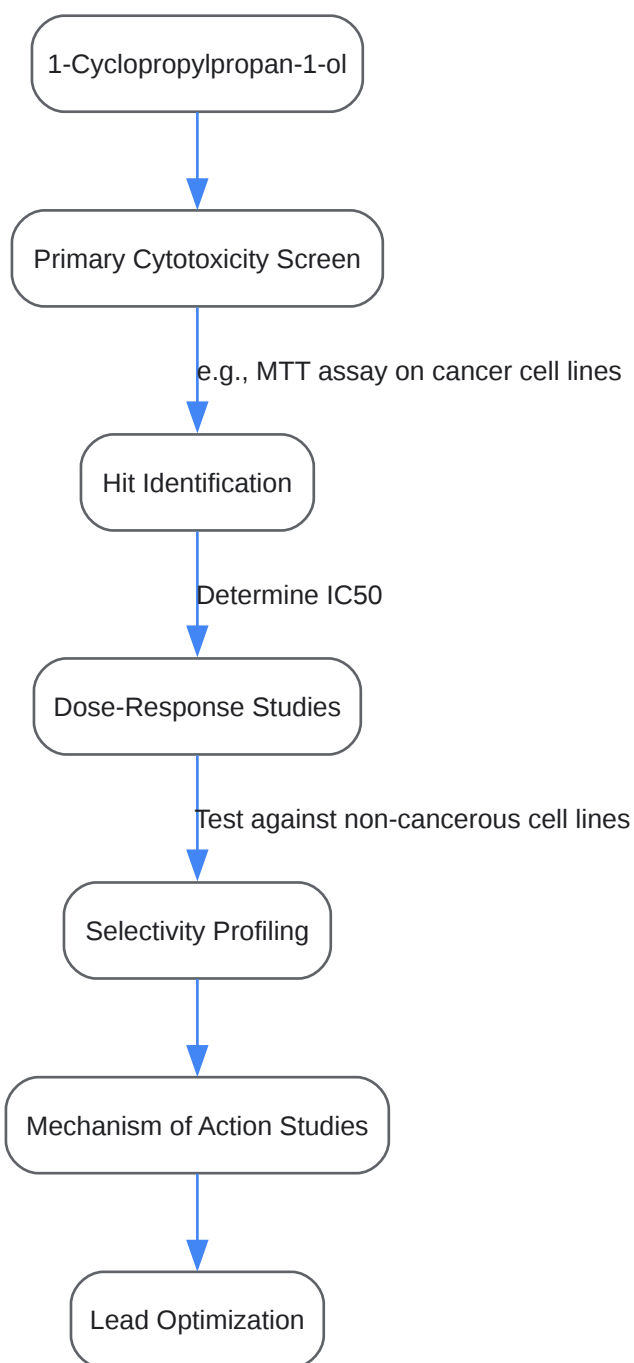 1-Cyclopropylpropan-1-ol
Primary Cytotoxicity Screen
e.g., MTT assay on cancer cell lines
Hit Identification
Determine IC50
Dose-Response Studies
Test against non-cancerous cell lines
Selectivity Profiling
Mechanism of Action Studies
Lead Optimization